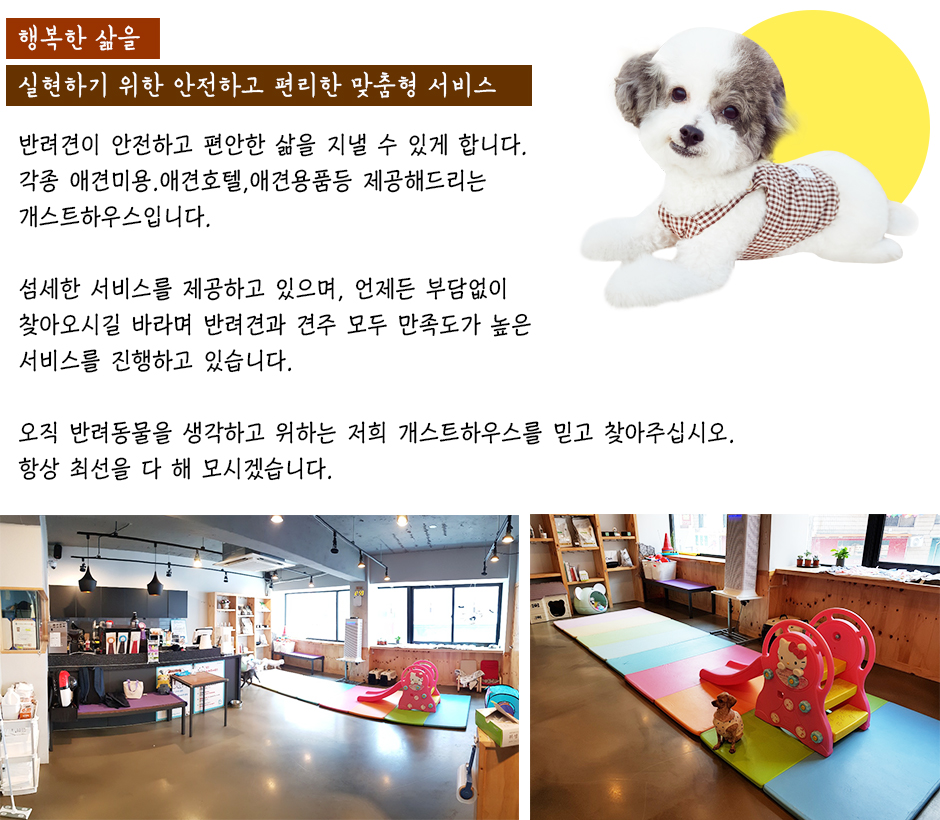 행복한 삶을
실현하기 위한 안전하고 편리한 맞춤형 서비스
반려견이 안전하고 편안한 삶을 지낼 수 있게 합니다.
각종 애견미용.애견호텔,애견용품등 제공해드리는
개스트하우스입니다.
섬세한 서비스를 제공하고 있으며, 언제든 부담없이
찾아오시길 바라며 반려견과 견주 모두 만족도가 높은
서비스를 진행하고 있습니다.
오직 반려동물을 생각하고 위하는 저희 개스트하우스를 믿고 찾아주십시오.
항상 최선을 다 해 모시겠습니다.